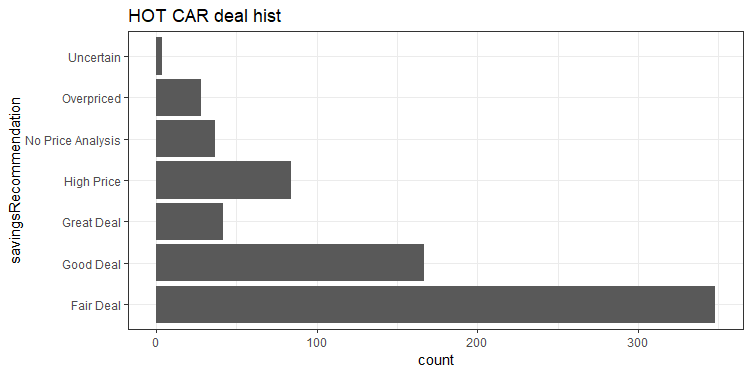 HOT CAR deal hist
savingsRecommendation
Uncertain
Overpriced
No Price Analysis
High Price
Great Deal
Good Deal
Fair Deal
0 100 200 300
count